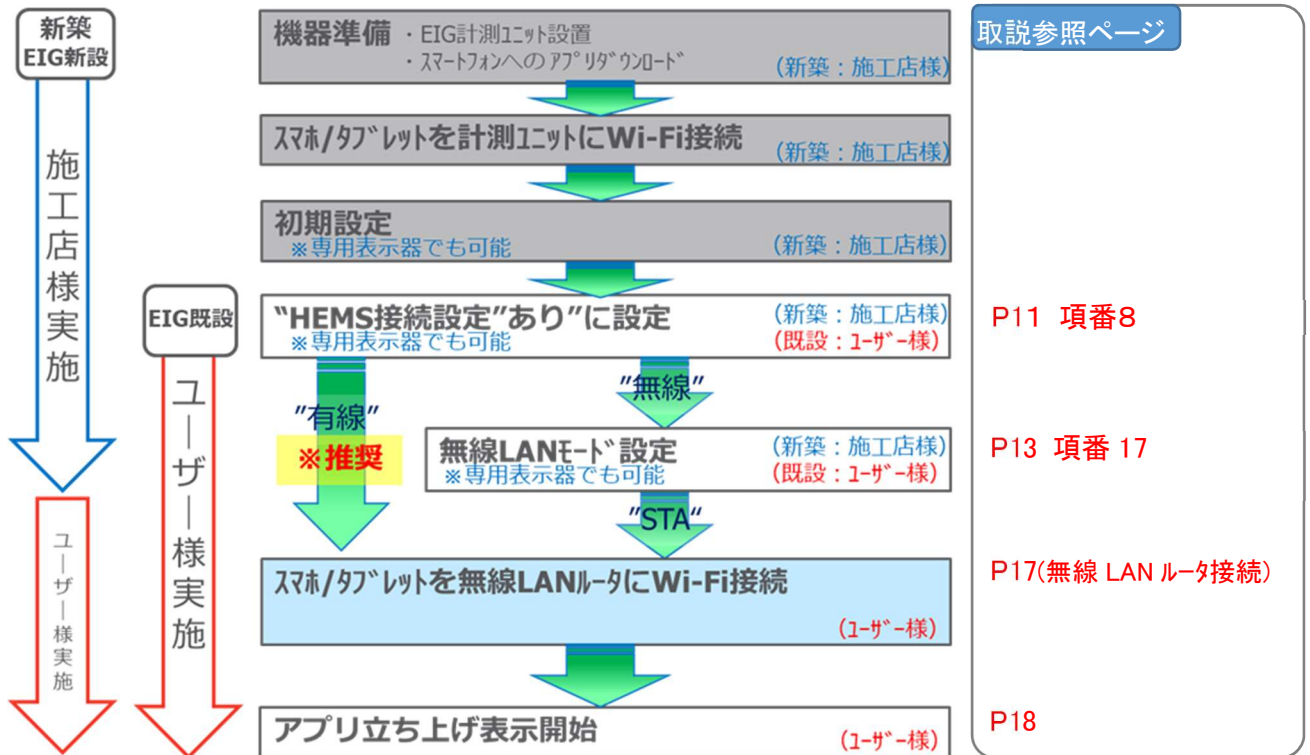 新築
EIG新設
機器準備 ・EIG計測ﾕﾆｯﾄ設置
・ｽﾏｰﾄﾌｫﾝへのｱﾌﾟﾘﾀﾞｳﾝﾛｰﾄﾞ
(新築：施工店様)
取説参照ページ
ｽﾏﾎ/ﾀﾌﾞﾚｯﾄを計測ﾕﾆｯﾄにWi-Fi接続
(新築：施工店様)
施工店様実施
初期設定
※専用表示器でも可能
(新築：施工店様)
EIG既設
“HEMS接続設定”あり”に設定
※専用表示器でも可能
(新築：施工店様)
(既設：ﾕｰｻﾞｰ様)
P11 項番8
ユーザー様実施
”有線”
※推奨
”無線”
無線LANﾓｰﾄﾞ設定
※専用表示器でも可能
(新築：施工店様)
(既設：ﾕｰｻﾞｰ様)
P13 項番 17
”STA“
ユーザー様実施
ｽﾏﾎ/ﾀﾌﾞﾚｯﾄを無線LANﾙｰﾀにWi-Fi接続
(ﾕｰｻﾞｰ様)
P17(無線 LAN ルータ接続)
アプリ立ち上げ表示開始
(ﾕｰｻﾞｰ様)
P18